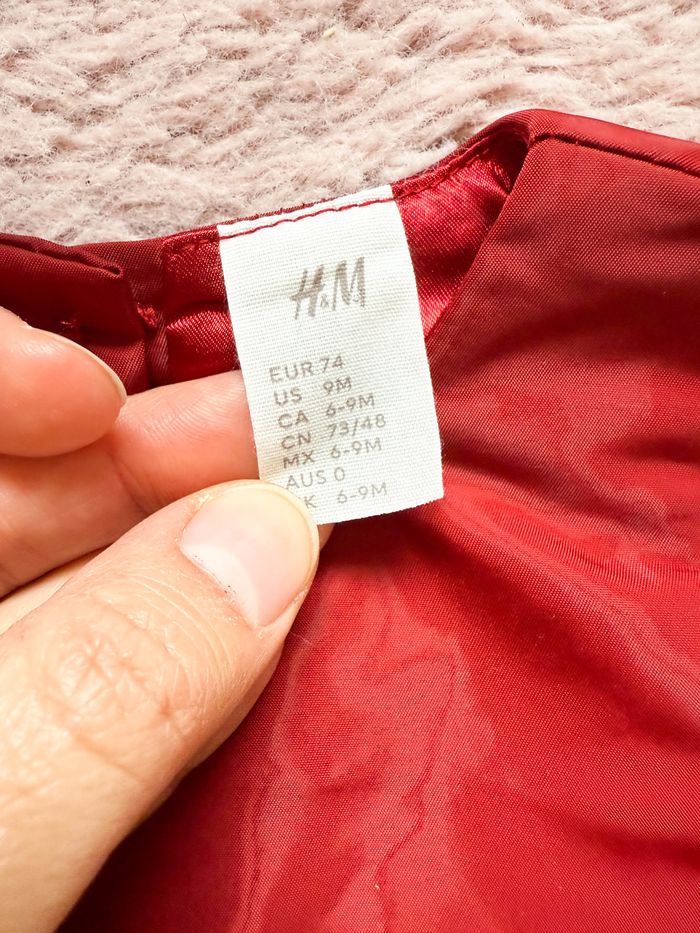 H&M
EUR 74
US 9M
CA 6-9M
CN 73/48
MX 6-9M
AUS 0
K 6-9M